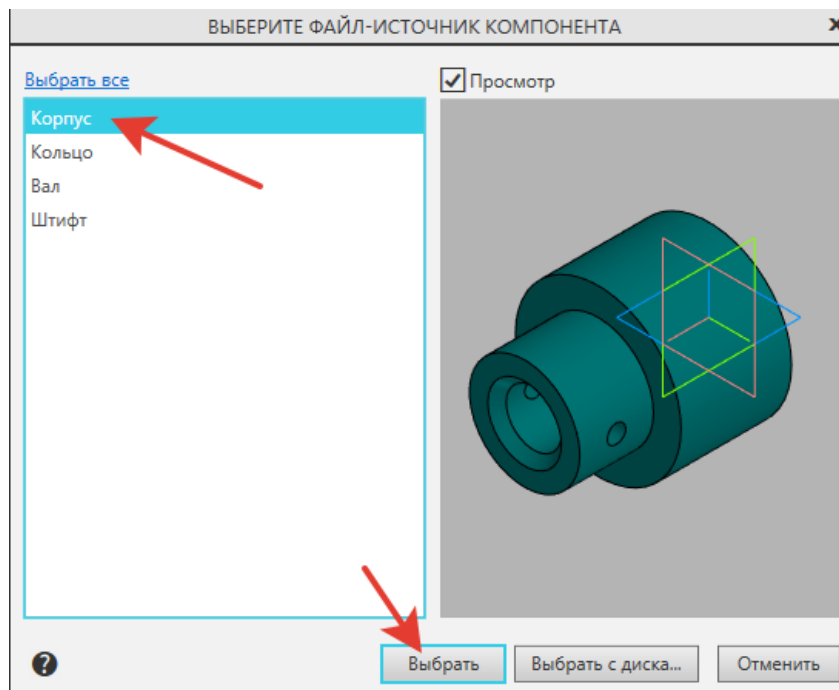 ВЫБЕРИТЕ ФАЙЛ-ИСТОЧНИК КОМПОНЕНТА
Выбрать все
Просмотр
Корпус
Кольцо
Вал
Штифт
?
Выбрать
Выбрать с диска...
Отменить